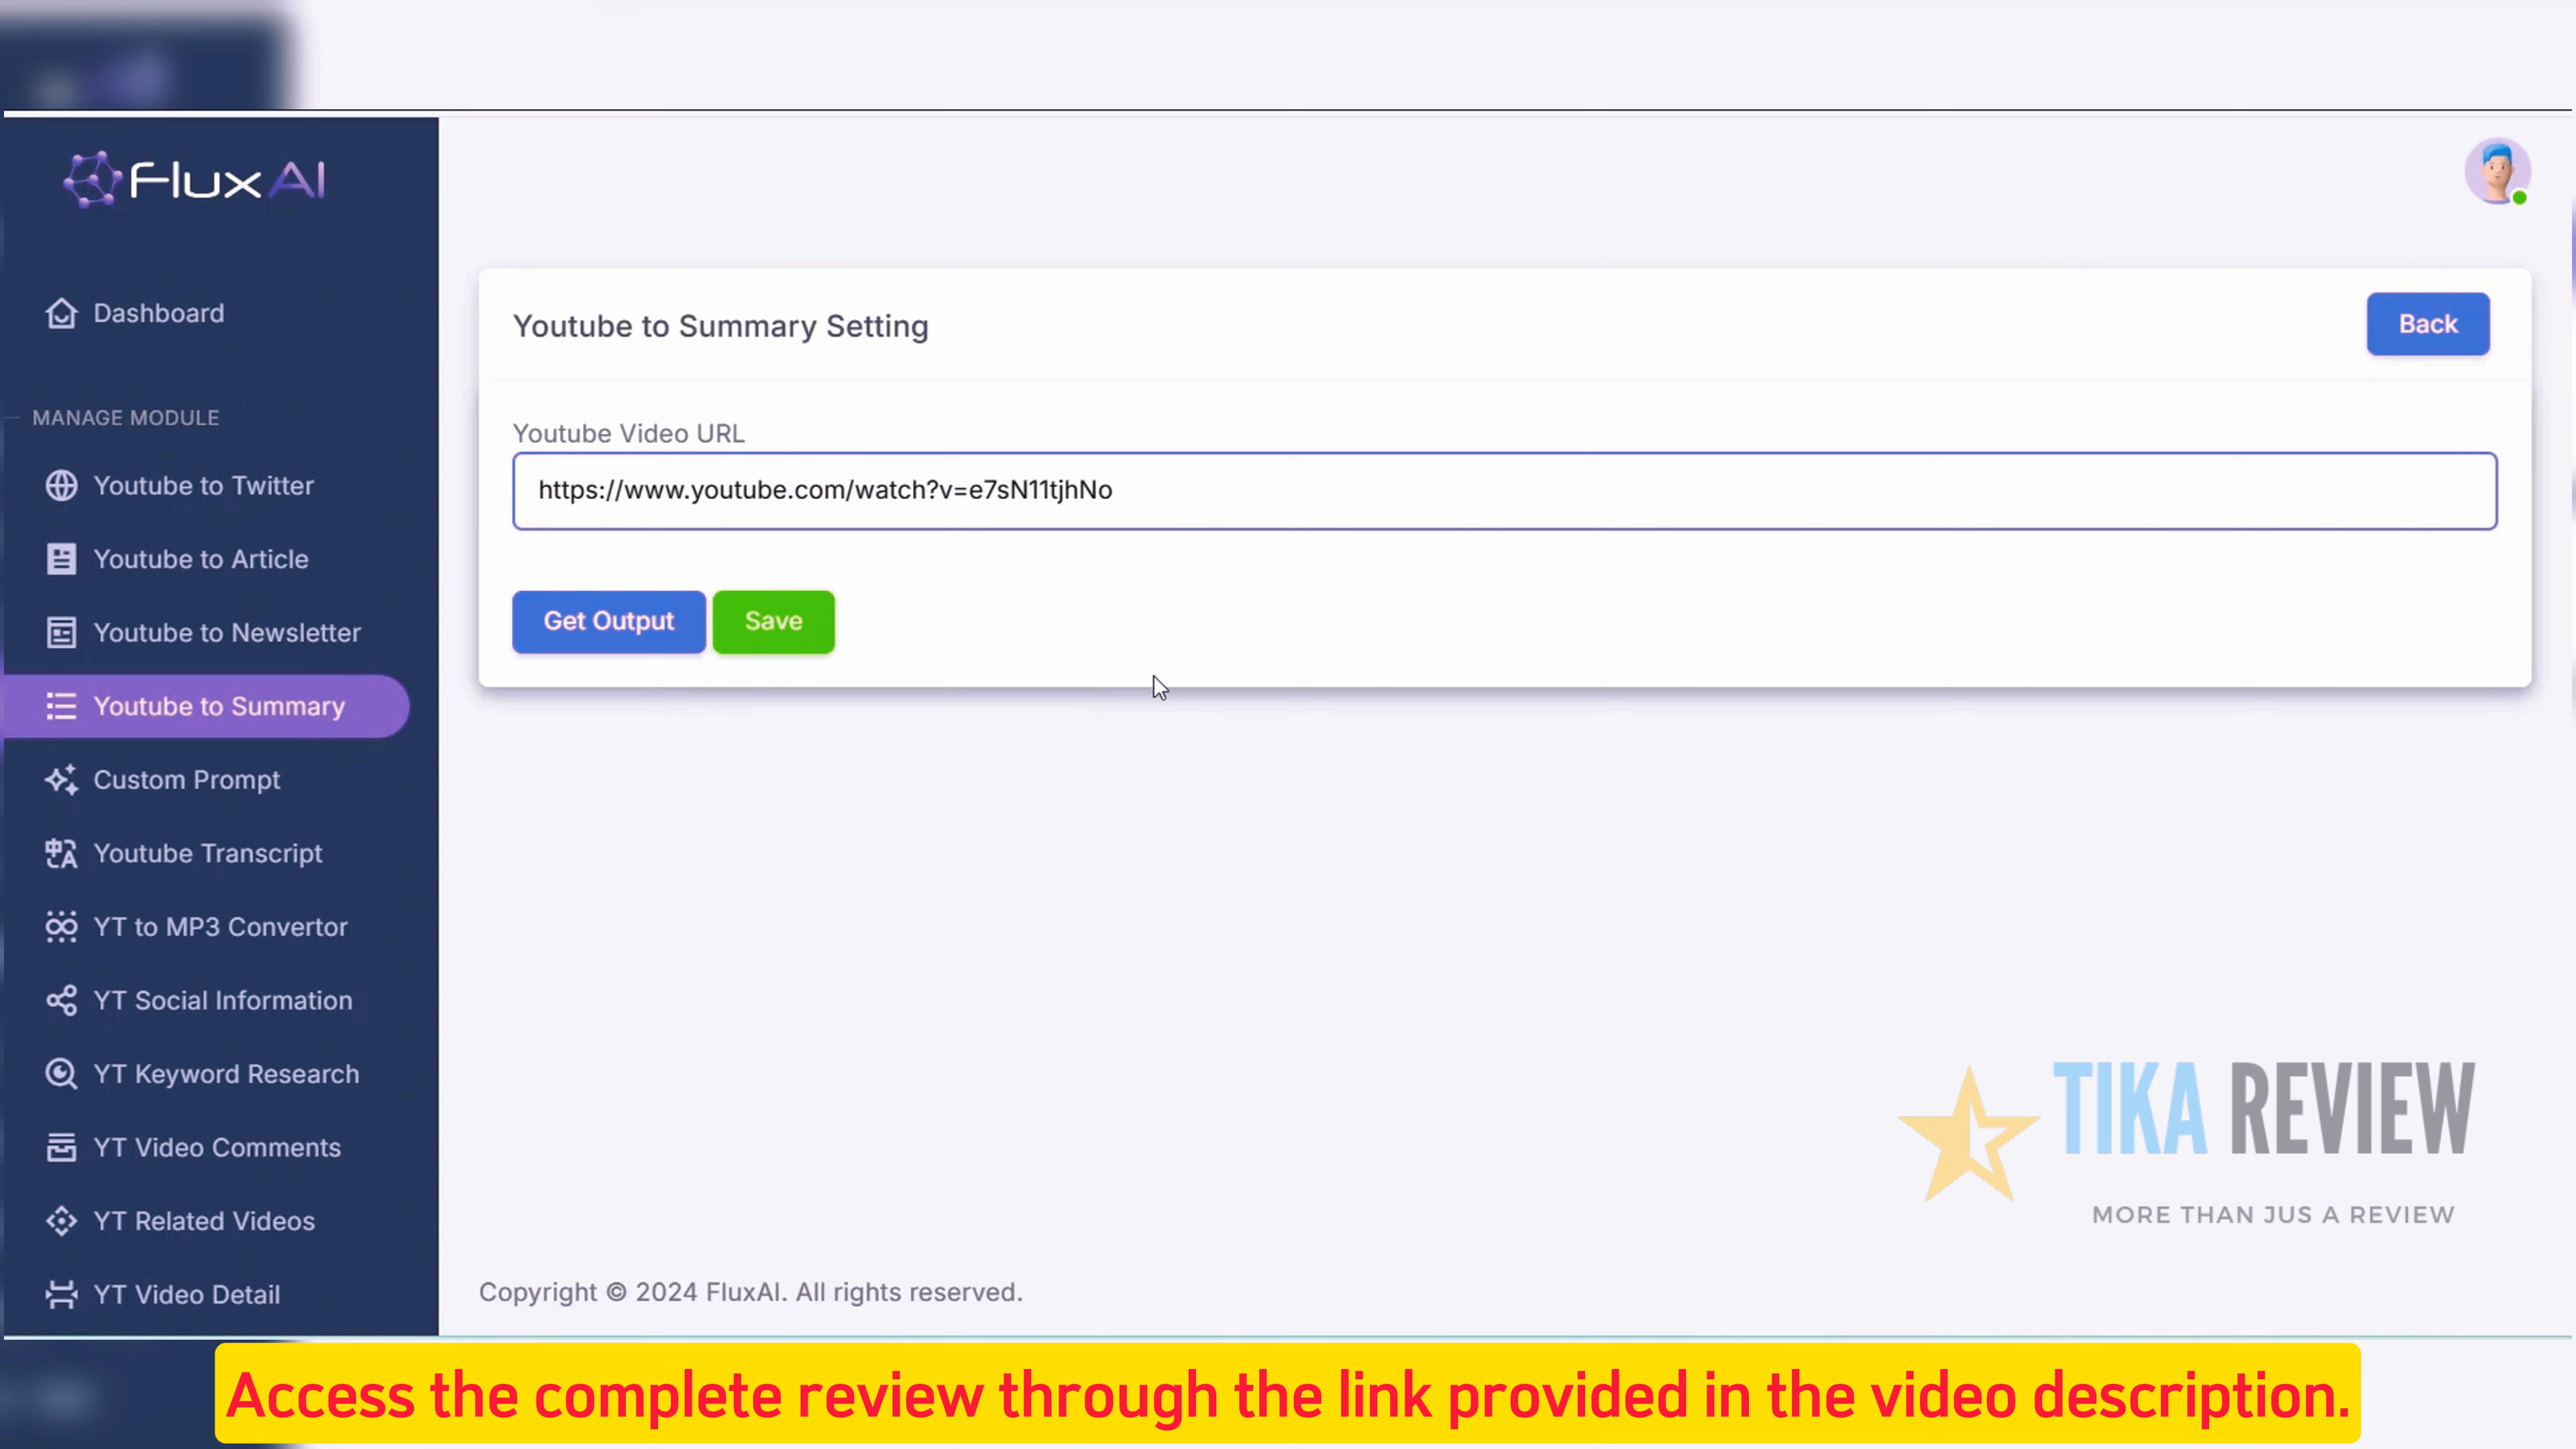 FluxAI
Dashboard
MANAGE MODULE
Youtube to Twitter
Youtube to Article
Youtube to Newsletter
Youtube to Summary
Custom Prompt
Youtube Transcript
YT to MP3 Convertor
YT Social Information
YT Keyword Research
YT Video Comments
YT Related Videos
YT Video Detail
Youtube to Summary Setting
Back
Youtube Video URL
https://www.youtube.com/watch?v=e7sN11tjhNo
Get Output
Save
TIKA REVIEW
MORE THAN JUS A REVIEW
Copyright © 2024 FluxAI. All rights reserved.
Access the complete review through the link provided in the video description.